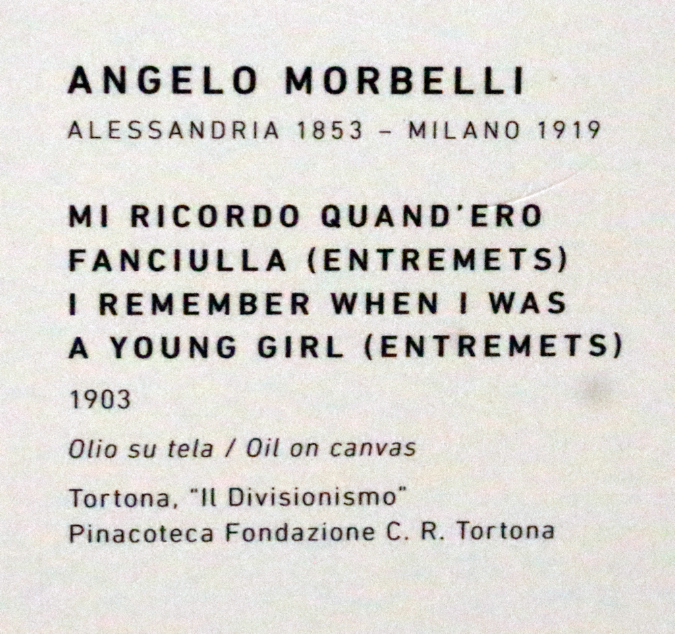 ANGELO MORBELLI
ALESSANDRIA 1853 – MILANO 1919
MI RICORDO QUAND'ERO
FANCIULLA (ENTREMETS)
I REMEMBER WHEN I WAS
A YOUNG GIRL (ENTREMETS)
1903
Olio su tela / Oil on canvas
Tortona, "Il Divisionismo"
Pinacoteca Fondazione C. R. Tortona